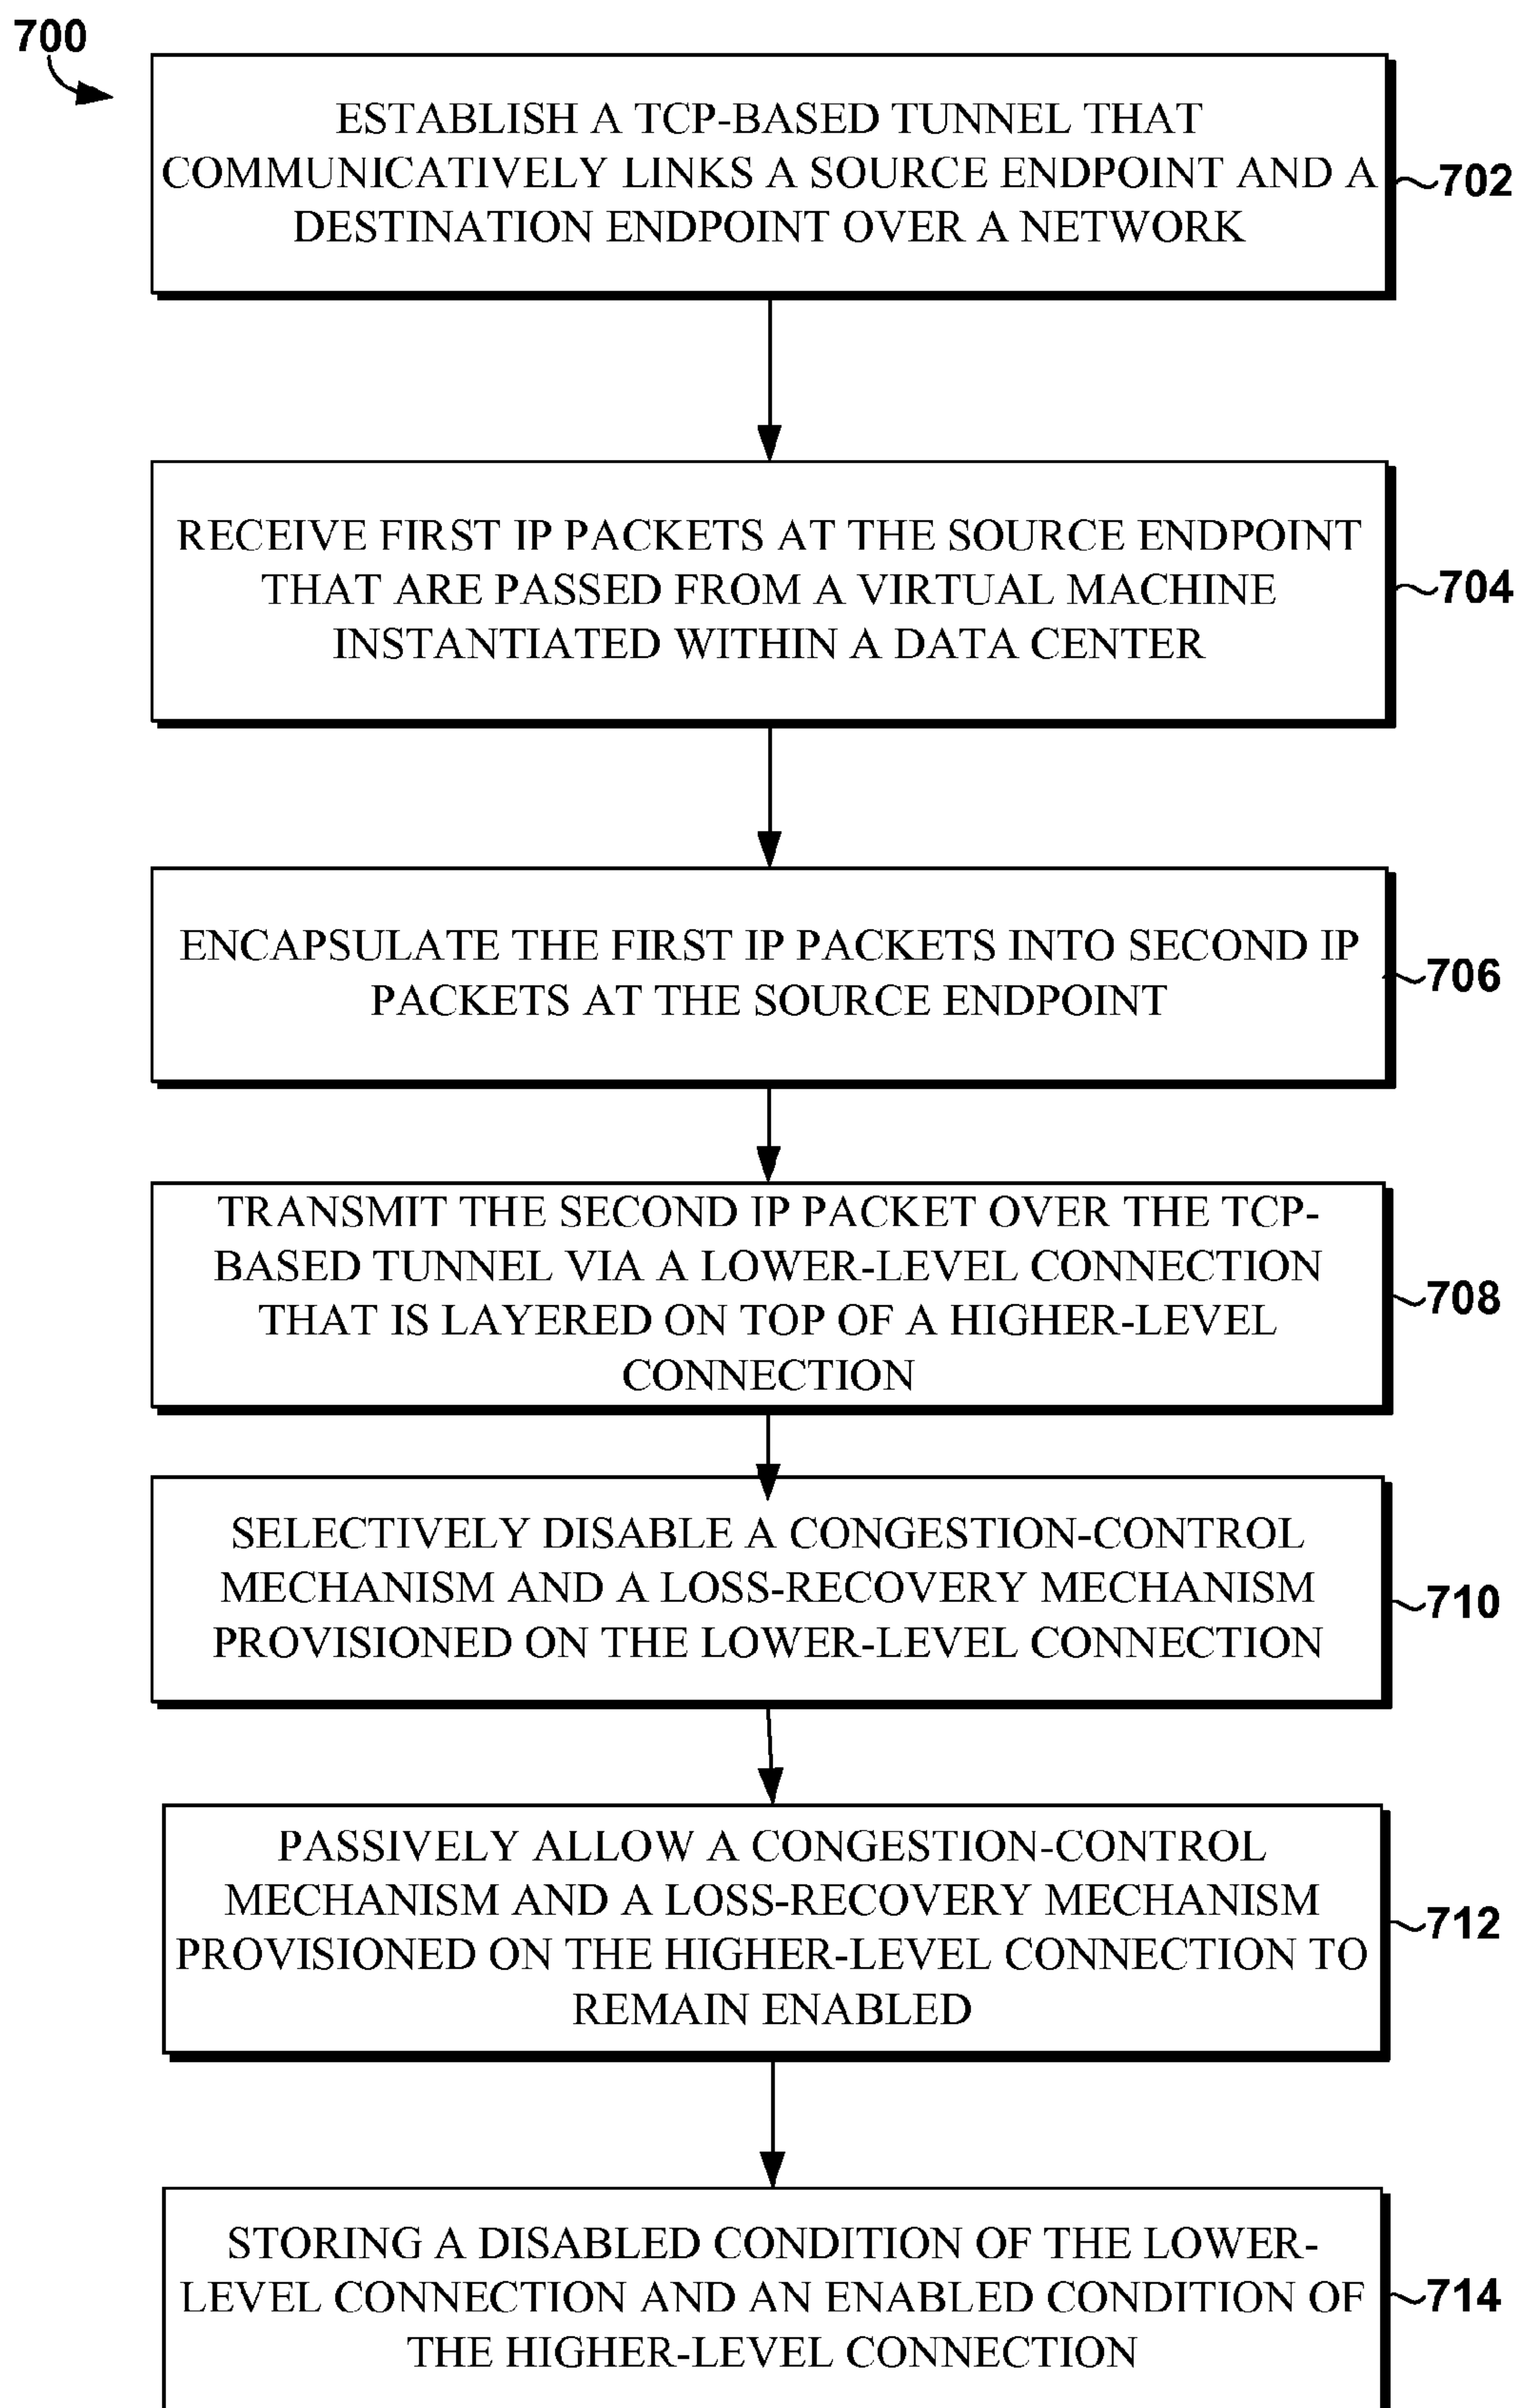 700
ESTABLISH A TCP-BASED TUNNEL THAT
COMMUNICATIVELY LINKS A SOURCE ENDPOINT AND A
DESTINATION ENDPOINT OVER A NETWORK
702
RECEIVE FIRST IP PACKETS AT THE SOURCE ENDPOINT
THAT ARE PASSED FROM A VIRTUAL MACHINE
INSTANTIATED WITHIN A DATA CENTER
704
ENCAPSULATE THE FIRST IP PACKETS INTO SECOND IP
PACKETS AT THE SOURCE ENDPOINT
706
TRANSMIT THE SECOND IP PACKET OVER THE TCP-
BASED TUNNEL VIA A LOWER-LEVEL CONNECTION
THAT IS LAYERED ON TOP OF A HIGHER-LEVEL
CONNECTION
708
SELECTIVELY DISABLE A CONGESTION-CONTROL
MECHANISM AND A LOSS-RECOVERY MECHANISM
PROVISIONED ON THE LOWER-LEVEL CONNECTION
710
PASSIVELY ALLOW A CONGESTION-CONTROL
MECHANISM AND A LOSS-RECOVERY MECHANISM
PROVISIONED ON THE HIGHER-LEVEL CONNECTION TO
REMAIN ENABLED
712
STORING A DISABLED CONDITION OF THE LOWER-
LEVEL CONNECTION AND AN ENABLED CONDITION OF
THE HIGHER-LEVEL CONNECTION
714